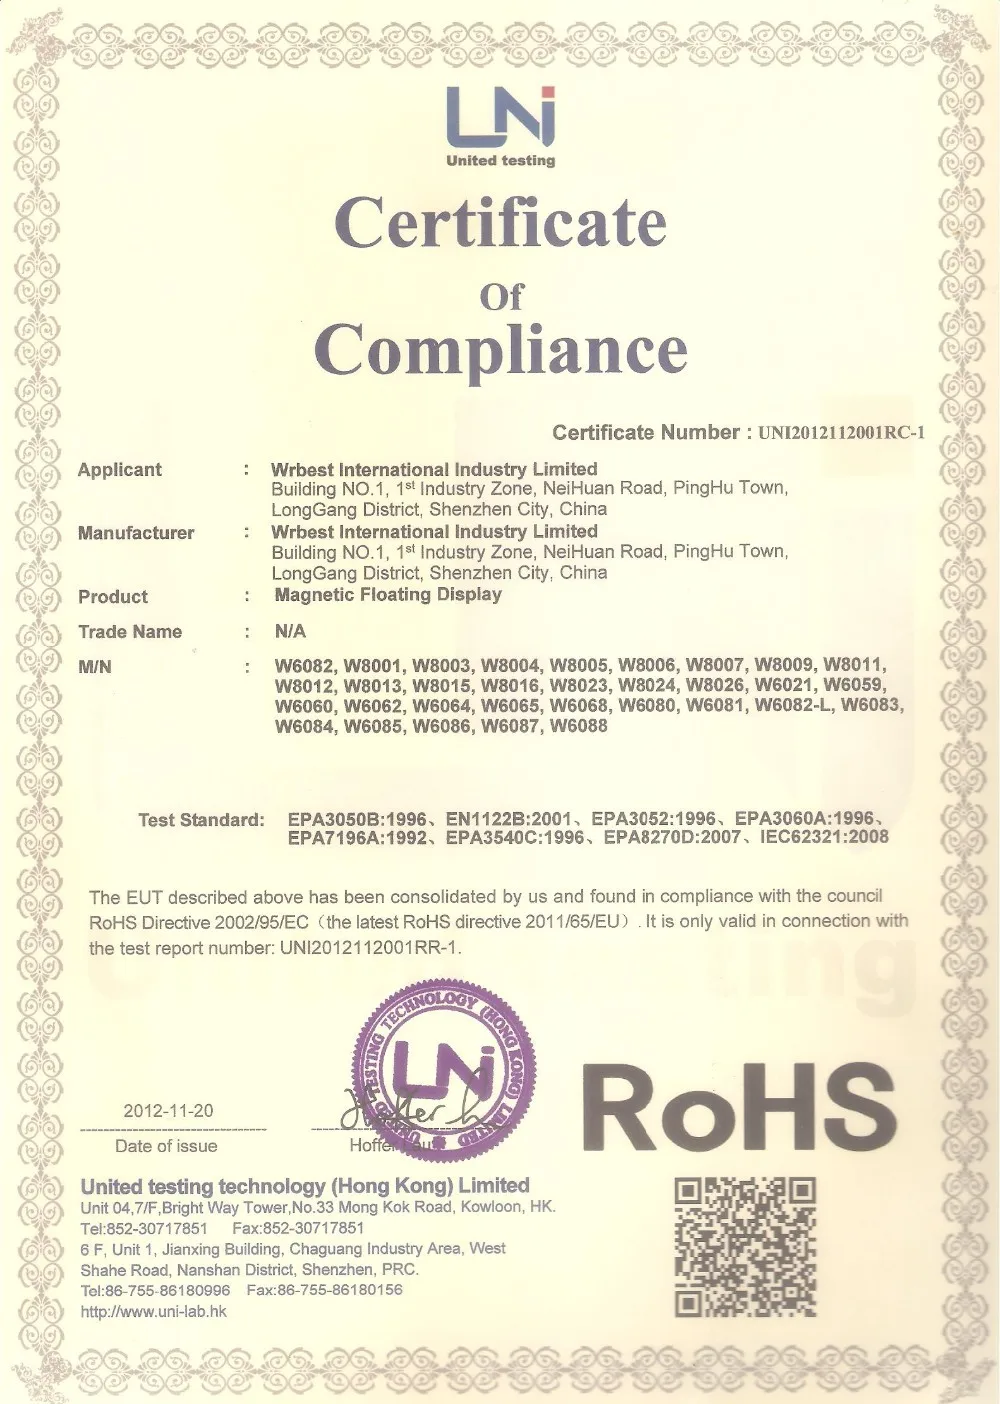 UNi
United testing
Certificate
Of
Compliance
Certificate Number : UNI2012112001RC-1
Applicant : Wrbest International Industry Limited
Building NO.1, 1st Industry Zone, NeiHuan Road, PingHu Town,
LongGang District, Shenzhen City, China
Manufacturer : Wrbest International Industry Limited
Building NO.1, 1st Industry Zone, NeiHuan Road, PingHu Town,
LongGang District, Shenzhen City, China
Product : Magnetic Floating Display
Trade Name : N/A
M/N : W6082, W8001, W8003, W8004, W8005, W8006, W8007, W8009, W8011,
W8012, W8013, W8015, W8016, W8023, W8024, W8026, W6021, W6059,
W6060, W6062, W6064, W6065, W6068, W6080, W6081, W6082-L, W6083,
W6084, W6085, W6086, W6087, W6088
Test Standard: EPA3050B:1996、EN1122B:2001、EPA3052:1996、EPA3060A:1996、
EPA7196A:1992、EPA3540C:1996、EPA8270D:2007、IEC62321:2008
The EUT described above has been consolidated by us and found in compliance with the council
RoHS Directive 2002/95/EC（the latest RoHS directive 2011/65/EU）. It is only valid in connection with
the test report number: UNI2012112001RR-1.
UNITED TESTING TECHNOLOGY (HONG KONG) LIMITED
UNi
RoHS
2012-11-20
Date of issue
Hoffer
United testing technology (Hong Kong) Limited
Unit 04,7/F,Bright Way Tower,No.33 Mong Kok Road, Kowloon, HK.
Tel:852-30717851 Fax:852-30717851
6 F, Unit 1, Jianxing Building, Chaguang Industry Area, West
Shahe Road, Nanshan District, Shenzhen, PRC.
Tel:86-755-86180996 Fax:86-755-86180156
http://www.uni-lab.hk